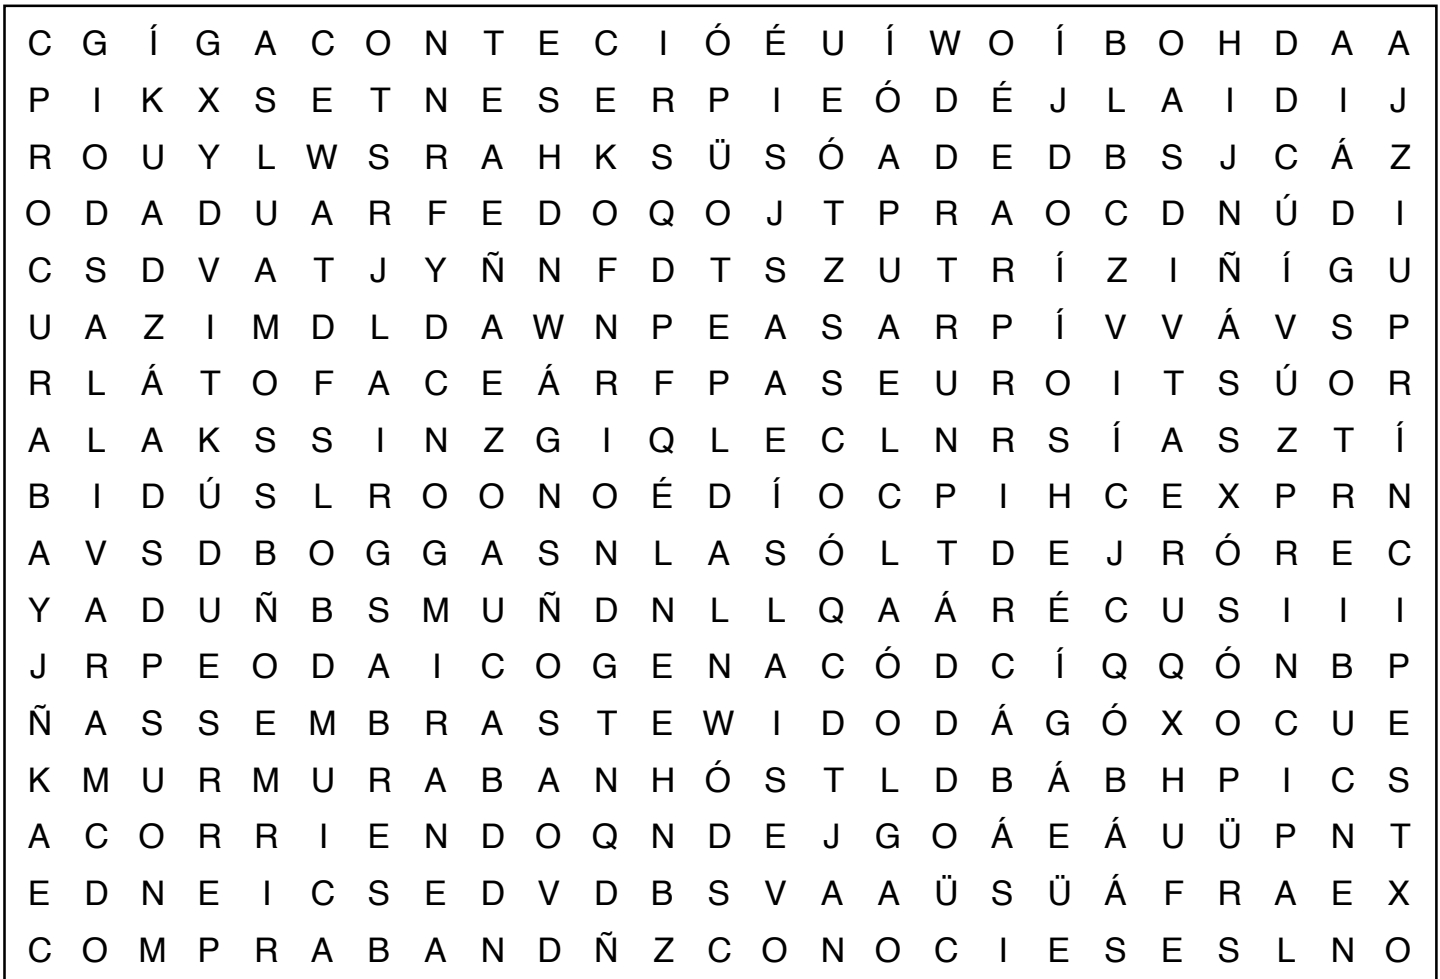 C G Í G A C O N T E C I Ó É U Í W O Í B O H D A A
P I K X S E T N E S E R P I E Ó D É J L A I D I J
R O U Y L W S R A H K S Ü S Ó A D E D B S J C Á Z
O D A D U A R F E D O Q O J T P R A O C D N Ú D I
C S D V A T J Y Ñ N F D T S Z U T R Í Z I Ñ Í G U
U A Z I M D L D A W N P E A S A R P Í V V Á V S P
R L Á T O F A C E Á R F P A S E U R O I T S Ú O R
A L A K S S I N Z G I Q L E C L N R S Í A S Z T Í
B I D Ú S L R O O N O É D Í O C P I H C E X P R N
A V S D B O G G A S N L A S Ó L T D E J R Ó R E C
Y A D U Ñ B S M U Ñ D N L L Q A Á R É C U S I I I
J R P E O D A I C O G E N A C Ó D C Í Q Q Ó N B P
Ñ A S S E M B R A S T E W I D O D Á G Ó X O C U E
K M U R M U R A B A N H Ó S T L D B Á B H P I C S
A C O R R I E N D O Q N D E J G O Á E Á U Ü P N T
E D N E I C S E D V D B S V A A Ü S Ü Á F R A E X
C O M P R A B A N D Ñ Z C O N O C I E S E S L N O